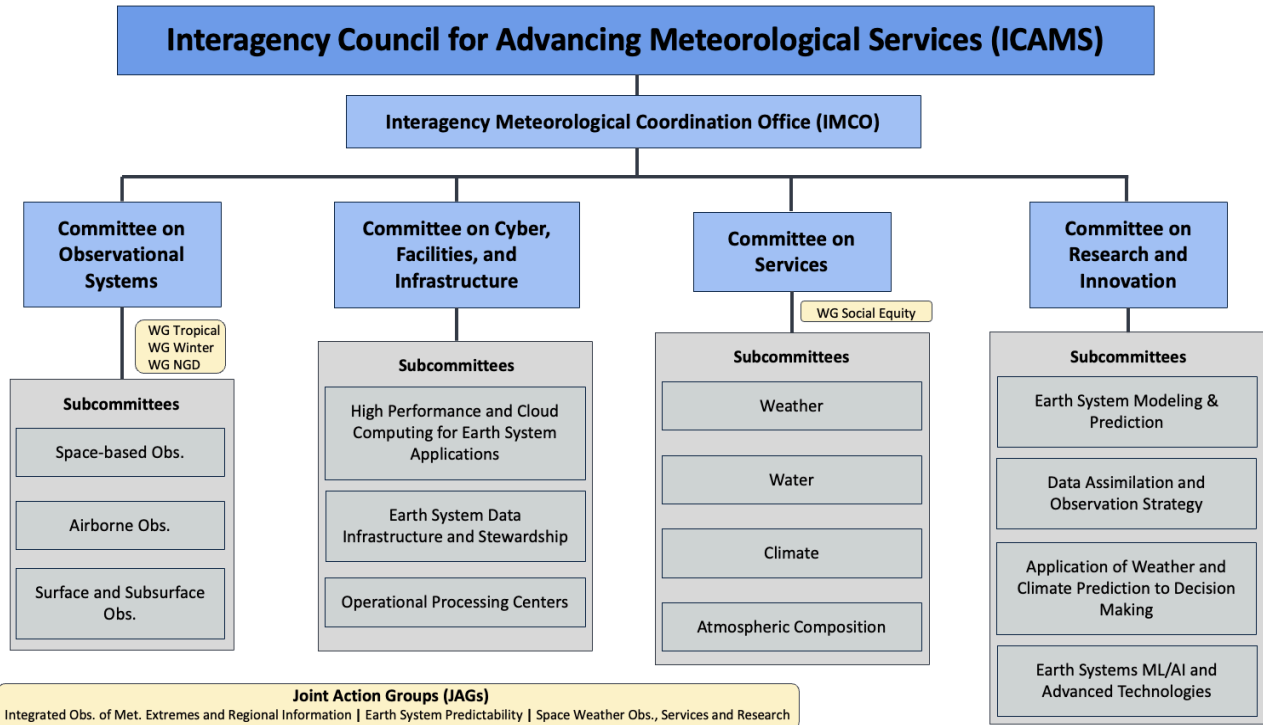 Interagency Council for Advancing Meteorological Services (ICAMS)
Interagency Meteorological Coordination Office (IMCO)
Committee on
Observational
Systems
WG Tropical
WG Winter
WG NGD
Subcommittees
Space-based Obs.
Airborne Obs.
Surface and Subsurface
Obs.
Committee on Cyber,
Facilities, and
Infrastructure
Subcommittees
High Performance and Cloud
Computing for Earth System
Applications
Earth System Data
Infrastructure and Stewardship
Operational Processing Centers
Committee on
Services
WG Social Equity
Subcommittees
Weather
Water
Climate
Atmospheric Composition
Committee on
Research and
Innovation
Subcommittees
Earth System Modeling &
Prediction
Data Assimilation and
Observation Strategy
Application of Weather and
Climate Prediction to Decision
Making
Earth Systems ML/AI and
Advanced Technologies
Joint Action Groups (JAGs)
Integrated Obs. of Met. Extremes and Regional Information | Earth System Predictability | Space Weather Obs., Services and Research